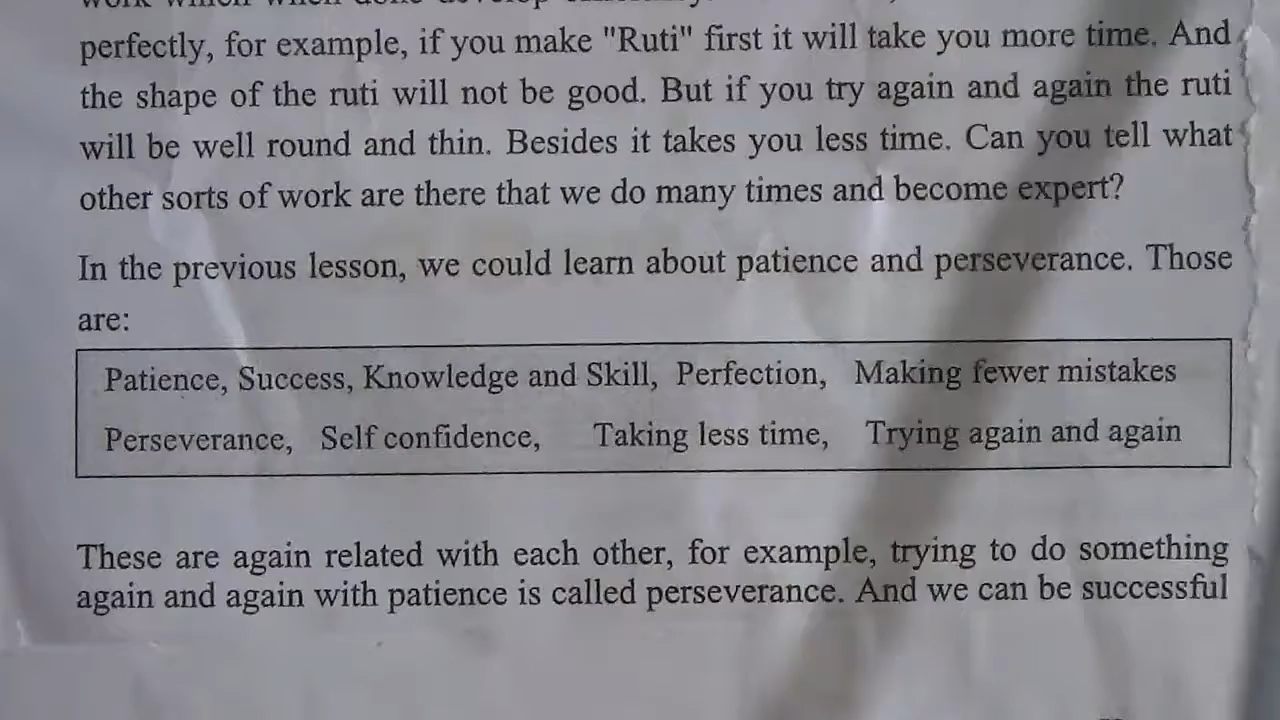 perfectly, for example, if you make "Ruti" first it will take you more time. And
the shape of the ruti will not be good. But if you try again and again the ruti
will be well round and thin. Besides it takes you less time. Can you tell what
other sorts of work are there that we do many times and become expert?
In the previous lesson, we could learn about patience and perseverance. Those
are:
Patience, Success, Knowledge and Skill, Perfection, Making fewer mistakes
Perseverance, Self confidence, Taking less time, Trying again and again
These are again related with each other, for example, trying to do something
again and again with patience is called perseverance. And we can be successful